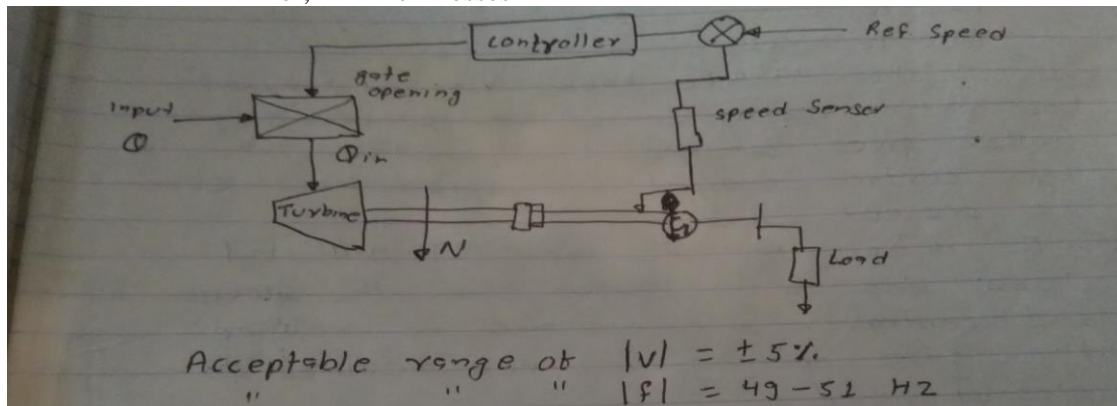 controller
Ref Speed
gate
opening
speed Sensor
input
Q
Qin
Turbine
N
G
Load
Acceptable range of |V| = ± 5%.
" " " |f| = 49 - 51 HZ